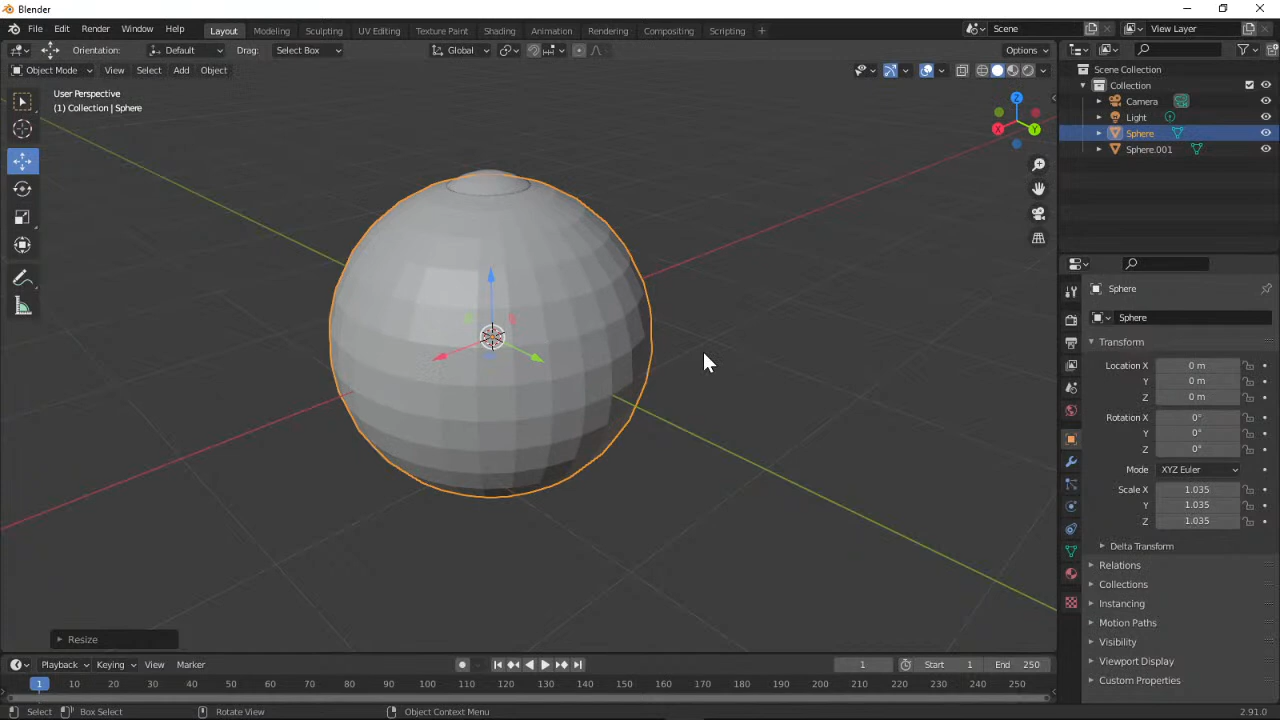 Blender
File Edit Render Window Help Layout Modeling Sculpting UV Editing Texture Paint Shading Animation Rendering Compositing Scripting + Scene View Layer
Orientation: Default Drag: Select Box Global Options
Object Mode View Select Add Object
User Perspective
(1) Collection | Sphere
Z
X
Y
Resize
Scene Collection
Collection
Camera
Light
Sphere
Sphere.001
Sphere
Sphere
Transform
Location X 0 m
Y 0 m
Z 0 m
Rotation X 0°
Y 0°
Z 0°
Mode XYZ Euler
Scale X 1.035
Y 1.035
Z 1.035
Delta Transform
Relations
Collections
Instancing
Motion Paths
Visibility
Viewport Display
Custom Properties
Playback Keying View Marker 1 Start 1 End 250
1 10 20 30 40 50 60 70 80 90 100 110 120 130 140 150 160 170 180 190 200 210 220 230 240 250
Select Box Select Rotate View Object Context Menu 2.91.0